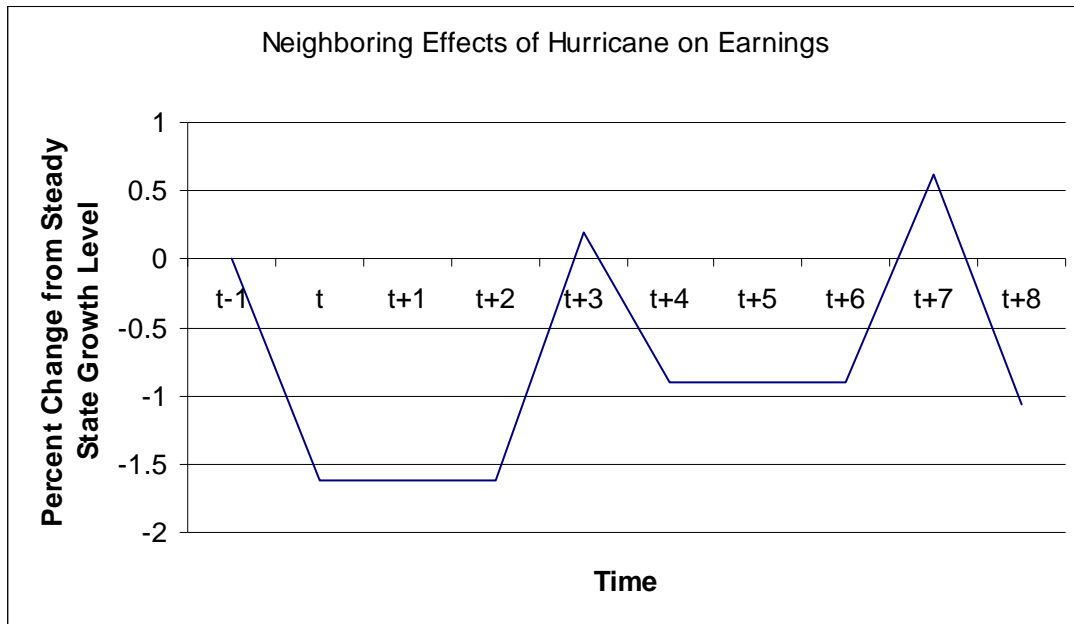 Neighboring Effects of Hurricane on Earnings
Percent Change from Steady
State Growth Level
1
0.5
0
-0.5
-1
-1.5
-2
t-1 t t+1 t+2 t+3 t+4 t+5 t+6 t+7 t+8
Time